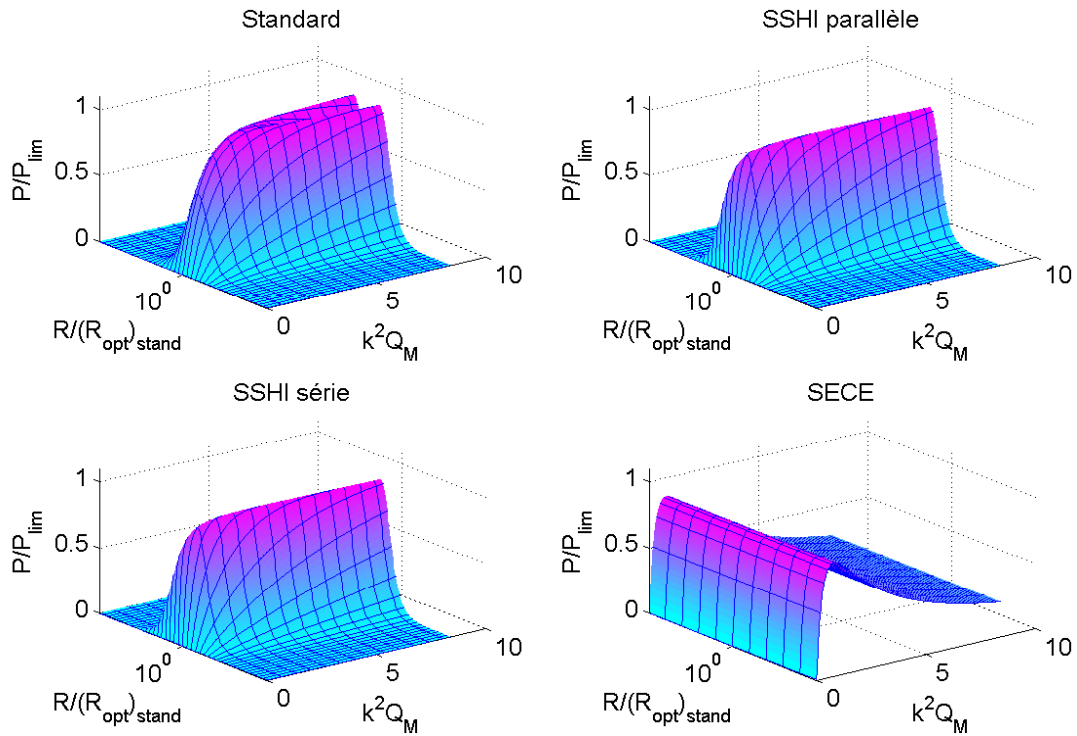 Standard
1
0.5
0
P/P_lim
10^0
R/(R_opt)_stand
0
5
10
k^2Q_M
SSHI parallèle
1
0.5
0
P/P_lim
10^0
R/(R_opt)_stand
0
5
10
k^2Q_M
SSHI série
1
0.5
0
P/P_lim
10^0
R/(R_opt)_stand
0
5
10
k^2Q_M
SECE
1
0.5
0
P/P_lim
10^0
R/(R_opt)_stand
0
5
10
k^2Q_M